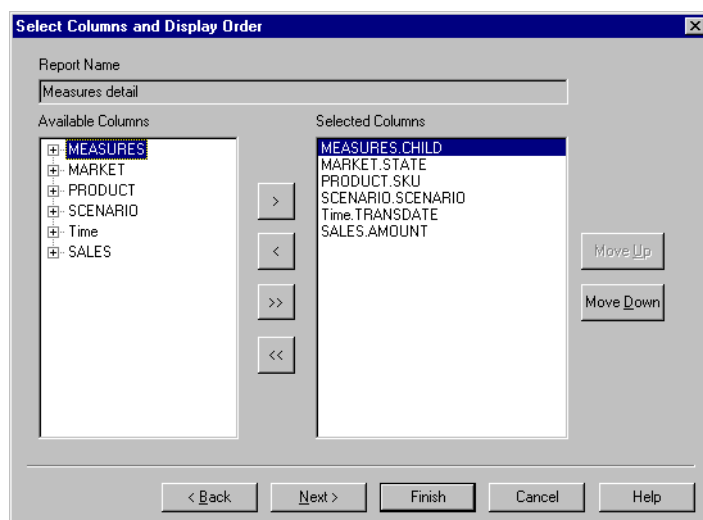 Select Columns and Display Order
Report Name
Measures detail
Available Columns
Selected Columns
MEASURES
MARKET
PRODUCT
SCENARIO
Time
SALES
>
<
>>
<<
MEASURES.CHILD
MARKET.STATE
PRODUCT.SKU
SCENARIO.SCENARIO
Time.TRANSDATE
SALES.AMOUNT
Move Up
Move Down
< Back
Next >
Finish
Cancel
Help